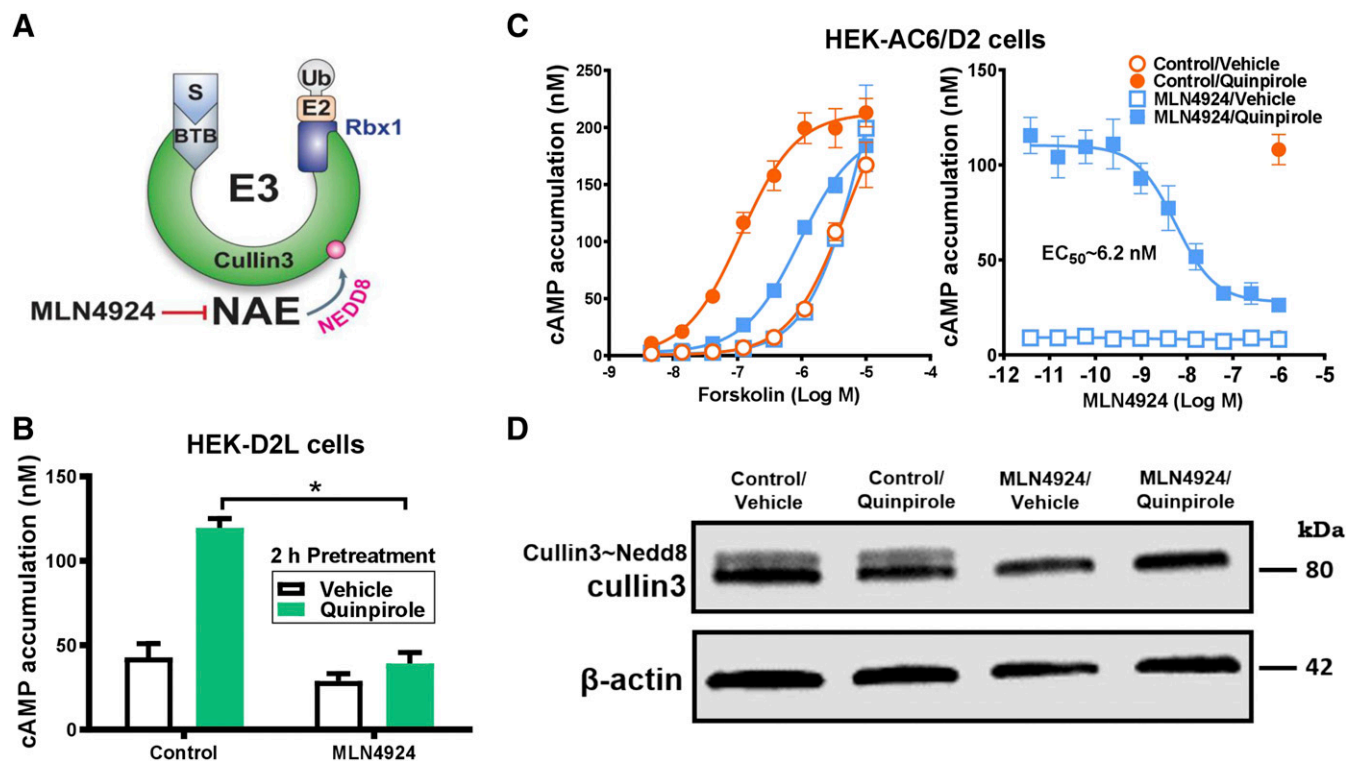 A
S
BTB
Ub
E2
Rbx1
E3
Cullin3
MLN4924
NAE
NEDD8
B
HEK-D2L cells
cAMP accumulation (nM)
150
100
50
0
*
2 h Pretreatment
Vehicle
Quinpirole
Control
MLN4924
C
HEK-AC6/D2 cells
cAMP accumulation (nM)
250
200
150
100
50
0
-9 -8 -7 -6 -5 -4
Forskolin (Log M)
Control/Vehicle
Control/Quinpirole
MLN4924/Vehicle
MLN4924/Quinpirole
cAMP accumulation (nM)
150
100
50
0
EC50~6.2 nM
-12 -11 -10 -9 -8 -7 -6 -5
MLN4924 (Log M)
D
Control/
Vehicle
Control/
Quinpirole
MLN4924/
Vehicle
MLN4924/
Quinpirole
kDa
Cullin3~Nedd8
cullin3
80
β-actin
42